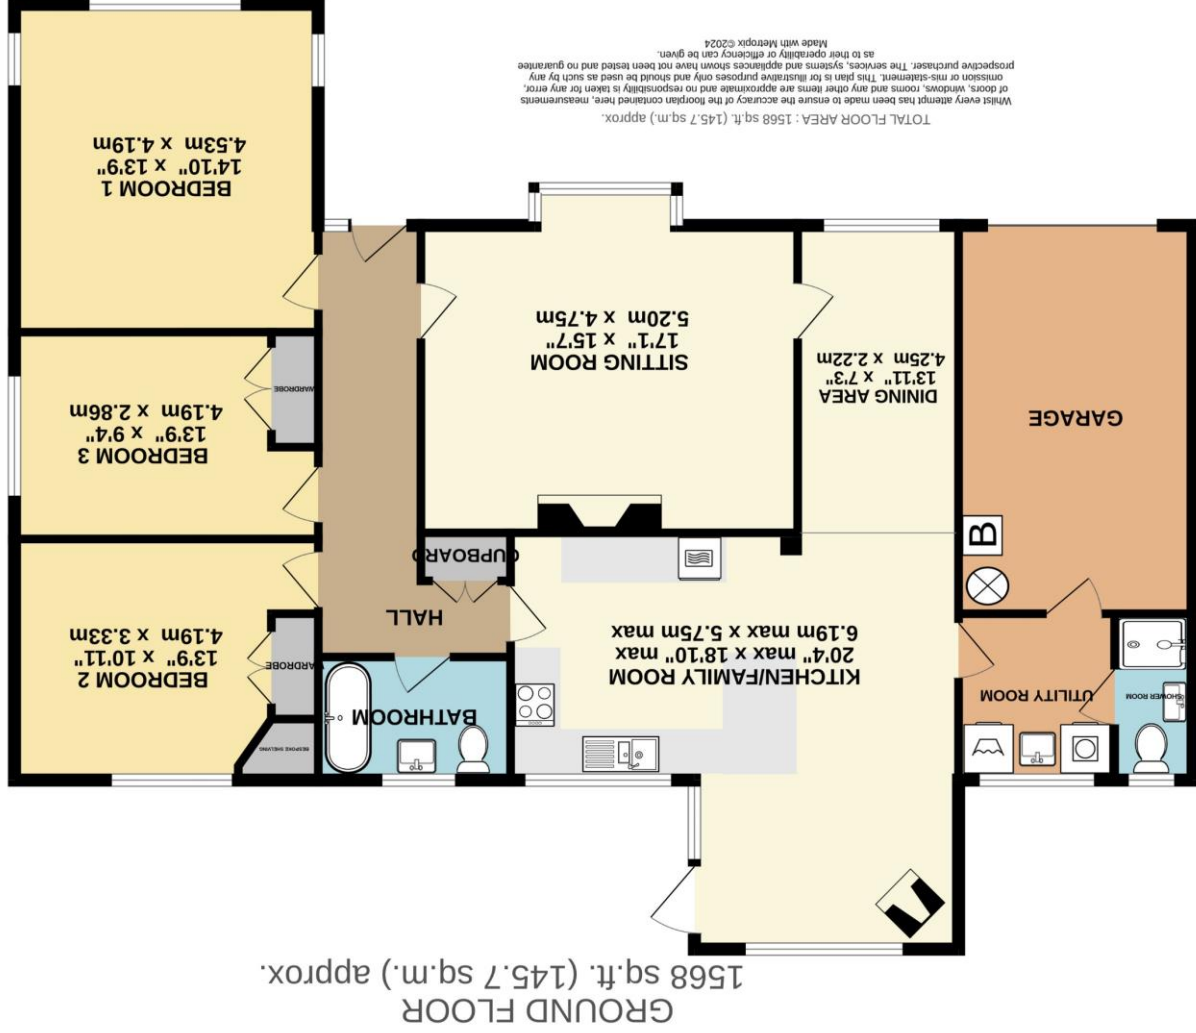 GROUND FLOOR
1568 sq.ft. (145.7 sq.m.) approx.
KITCHEN/FAMILY ROOM
20'4" max x 18'10" max
6.19m max x 5.75m max
UTILITY ROOM
SHOWER ROOM
BATHROOM
BESPOKE SHELVING
BEDROOM 2
13'9" x 10'11"
4.19m x 3.33m
WARDROBE
HALL
CUPBOARD
B
GARAGE
DINING AREA
13'11" x 7'3"
4.25m x 2.22m
SITTING ROOM
17'1" x 15'7"
5.20m x 4.75m
BEDROOM 3
13'9" x 9'4"
4.19m x 2.86m
WARDROBE
BEDROOM 1
14'10" x 13'9"
4.53m x 4.19m
TOTAL FLOOR AREA : 1568 sq.ft. (145.7 sq.m.) approx.
Whilst every attempt has been made to ensure the accuracy of the floorplan contained here, measurements
of doors, windows, rooms and any other items are approximate and no responsibility is taken for any error,
omission or mis-statement. This plan is for illustrative purposes only and should be used as such by any
prospective purchaser. The services, systems and appliances shown have not been tested and no guarantee
as to their operability or efficiency can be given.
Made with Metropix ©2024